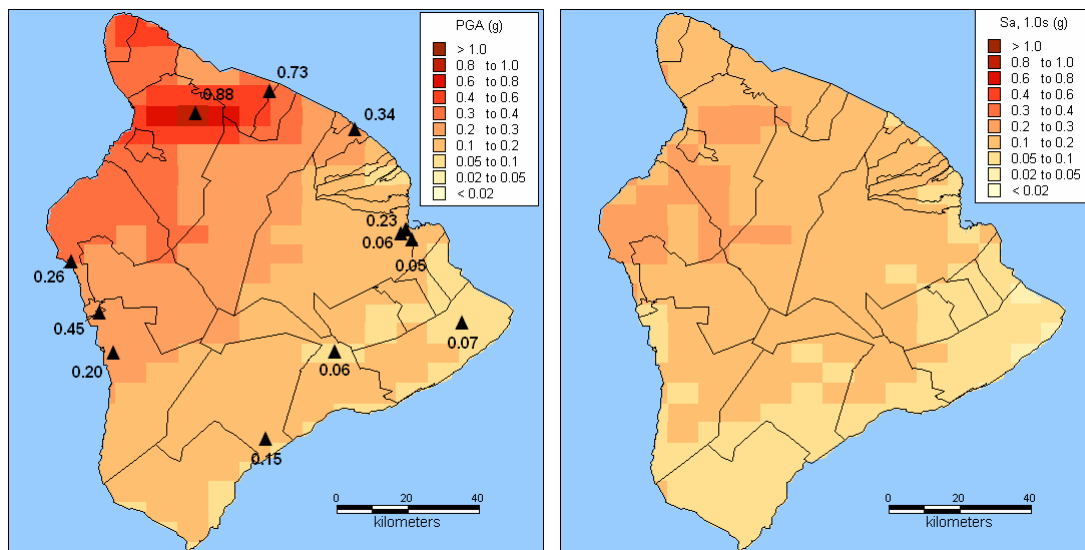 PGA (g)
> 1.0
0.8 to 1.0
0.6 to 0.8
0.4 to 0.6
0.3 to 0.4
0.2 to 0.3
0.1 to 0.2
0.05 to 0.1
0.02 to 0.05
< 0.02
0.73
0.88
0.34
0.23
0.06
0.05
0.26
0.45
0.07
0.20
0.06
0.15
0 20 40
kilometers
Sa, 1.0s (g)
> 1.0
0.8 to 1.0
0.6 to 0.8
0.4 to 0.6
0.3 to 0.4
0.2 to 0.3
0.1 to 0.2
0.05 to 0.1
0.02 to 0.05
< 0.02
0 20 40
kilometers